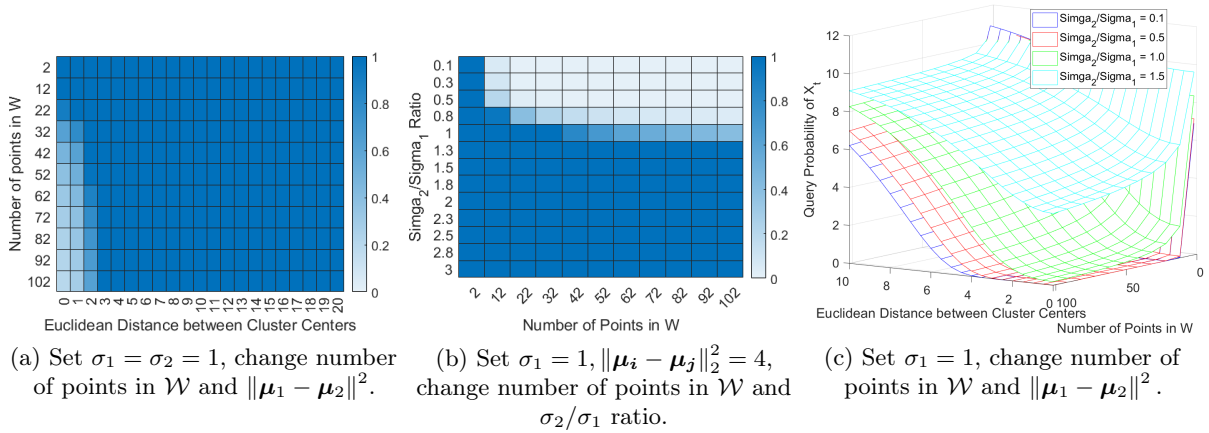 2
12
22
32
42
52
62
72
82
92
102
Number of points in W
0 1 2 3 4 5 6 7 8 9 10 11 12 13 14 15 16 17 18 19 20
Euclidean Distance between Cluster Centers
1
0.8
0.6
0.4
0.2
0
(a) Set σ₁ = σ₂ = 1, change number
of points in 𝒲 and ‖μ₁ − μ₂‖².
0.1
0.3
0.5
0.8
1
1.3
1.5
1.8
2
2.3
2.5
2.8
3
Simga₂/Sigma₁ Ratio
2 12 22 32 42 52 62 72 82 92 102
Number of Points in W
1
0.8
0.6
0.4
0.2
0
(b) Set σ₁ = 1, ‖μᵢ − μⱼ‖₂² = 4,
change number of points in 𝒲 and
σ₂/σ₁ ratio.
Simga₂/Sigma₁ = 0.1
Simga₂/Sigma₁ = 0.5
Simga₂/Sigma₁ = 1.0
Simga₂/Sigma₁ = 1.5
12
10
8
6
4
2
0
Query Probability of X_t
10 8 6 4 2 0
Euclidean Distance between Cluster Centers
100 50 0
Number of Points in W
(c) Set σ₁ = 1, change number of
points in 𝒲 and ‖μ₁ − μ₂‖² .